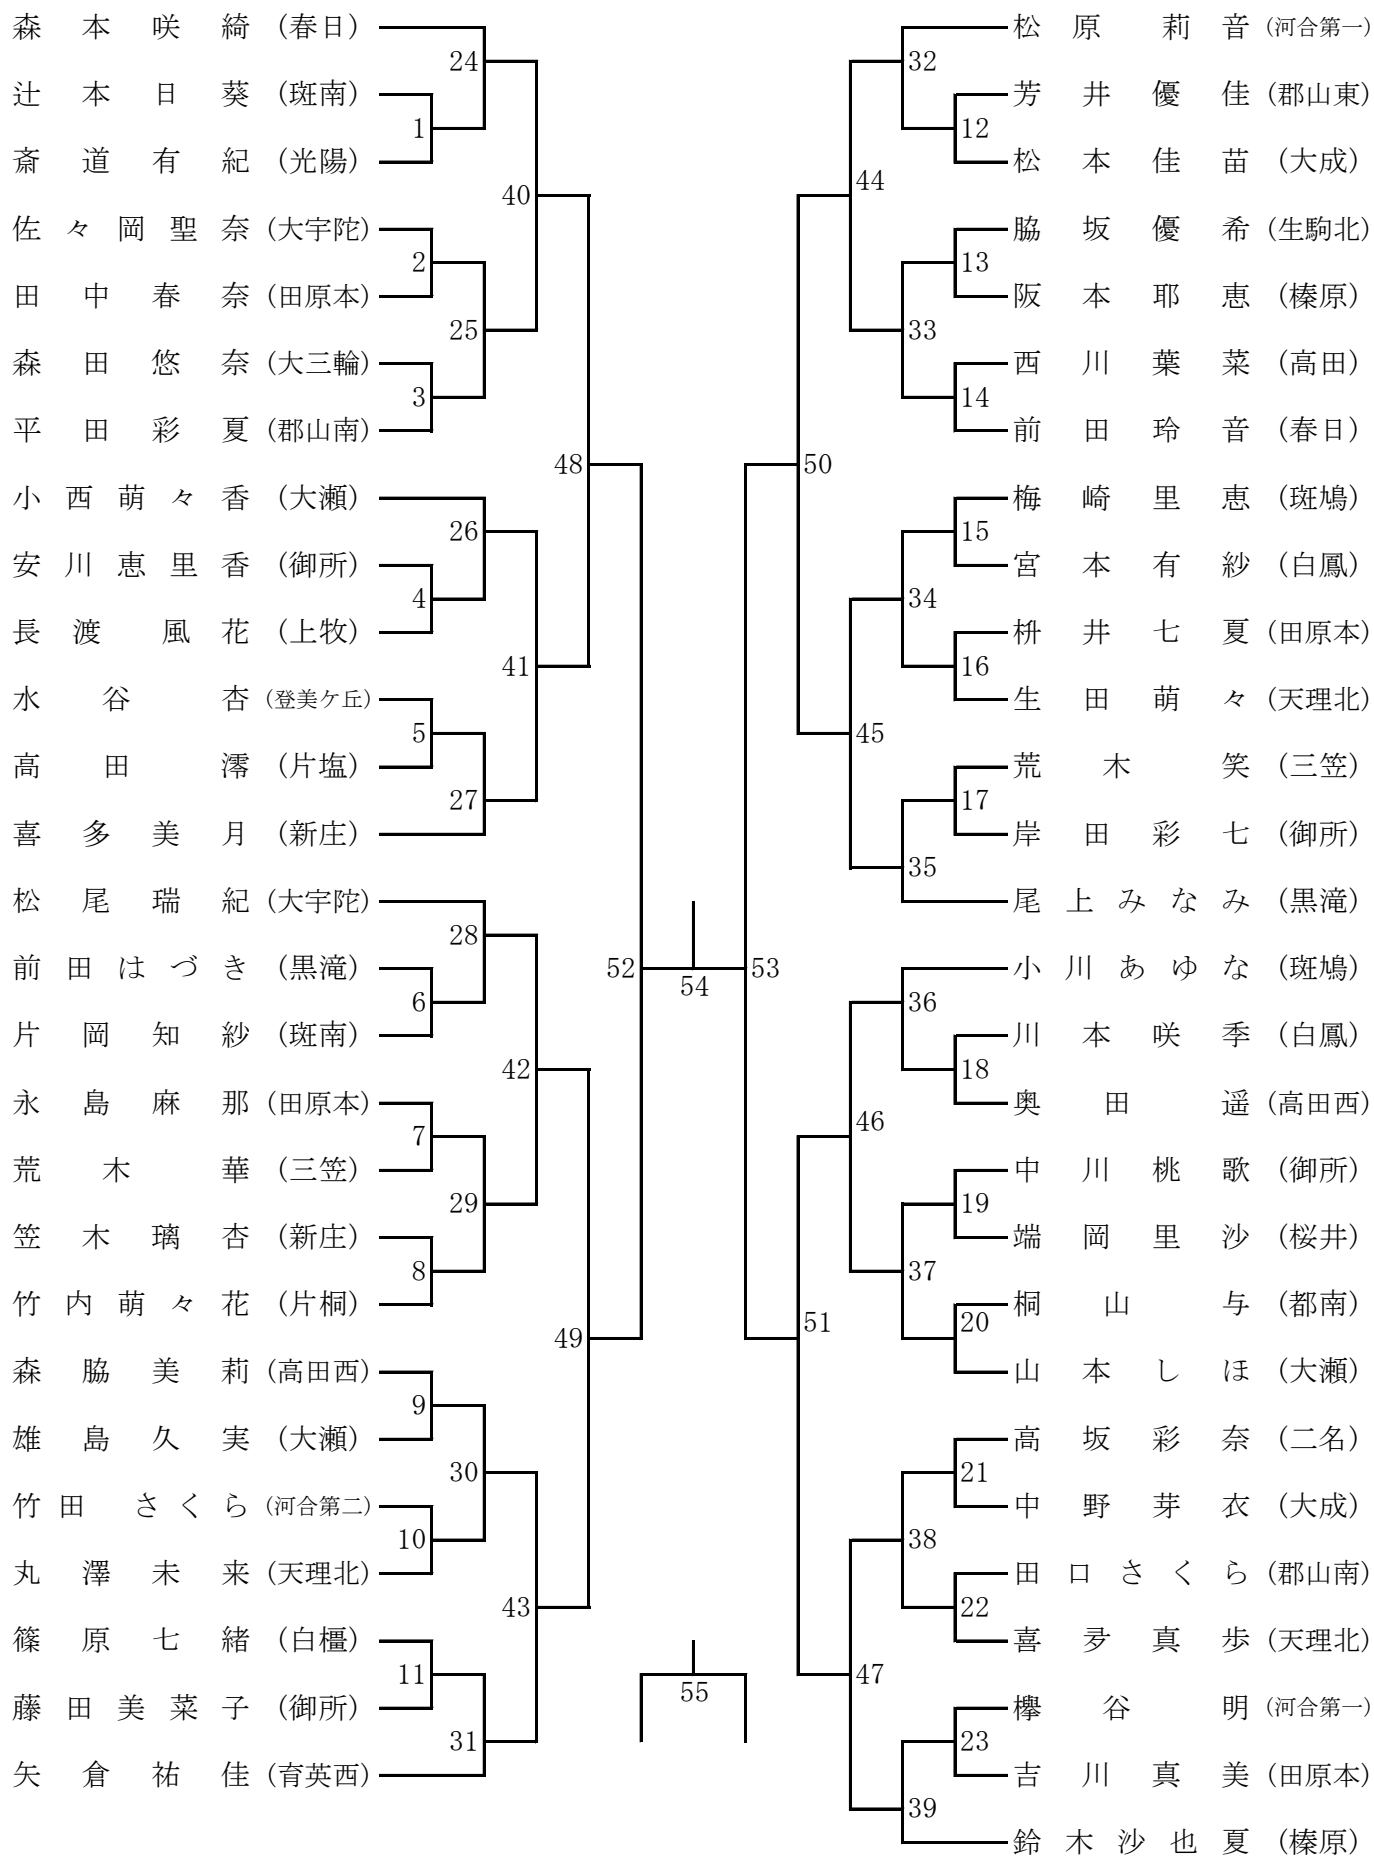 森本咲綺（春日）
24
辻本日葵（斑南）
1
斎道有紀（光陽）
40
佐々岡聖奈（大宇陀）
2
田中春奈（田原本）
25
森田悠奈（大三輪）
3
平田彩夏（郡山南）
48
小西萌々香（大瀬）
26
安川恵里香（御所）
4
長渡風花（上牧）
41
水谷杏（登美ケ丘）
5
高田澪（片塩）
27
喜多美月（新庄）
松尾瑞紀（大宇陀）
28
前田はづき（黒滝）
52
6
片岡知紗（斑南）
42
永島麻那（田原本）
7
荒木華（三笠）
29
笠木璃杏（新庄）
8
竹内萌々花（片桐）
49
森脇美莉（高田西）
9
雄島久実（大瀬）
30
竹田さくら（河合第二）
10
丸澤未来（天理北）
43
篠原七緒（白橿）
11
藤田美菜子（御所）
31
矢倉祐佳（育英西）
54
55
松原莉音（河合第一）
32
芳井優佳（郡山東）
12
松本佳苗（大成）
44
脇坂優希（生駒北）
13
阪本耶恵（榛原）
33
西川葉菜（高田）
14
前田玲音（春日）
50
梅崎里恵（斑鳩）
15
宮本有紗（白鳳）
34
枡井七夏（田原本）
16
生田萌々（天理北）
45
荒木笑（三笠）
17
岸田彩七（御所）
35
尾上みなみ（黒滝）
53
小川あゆな（斑鳩）
36
川本咲季（白鳳）
18
奥田遥（高田西）
46
中川桃歌（御所）
19
端岡里沙（桜井）
37
桐山与（都南）
20
51
山本しほ（大瀬）
高坂彩奈（二名）
21
中野芽衣（大成）
38
田口さくら（郡山南）
22
喜夛真歩（天理北）
47
欅谷明（河合第一）
23
吉川真美（田原本）
39
鈴木沙也夏（榛原）